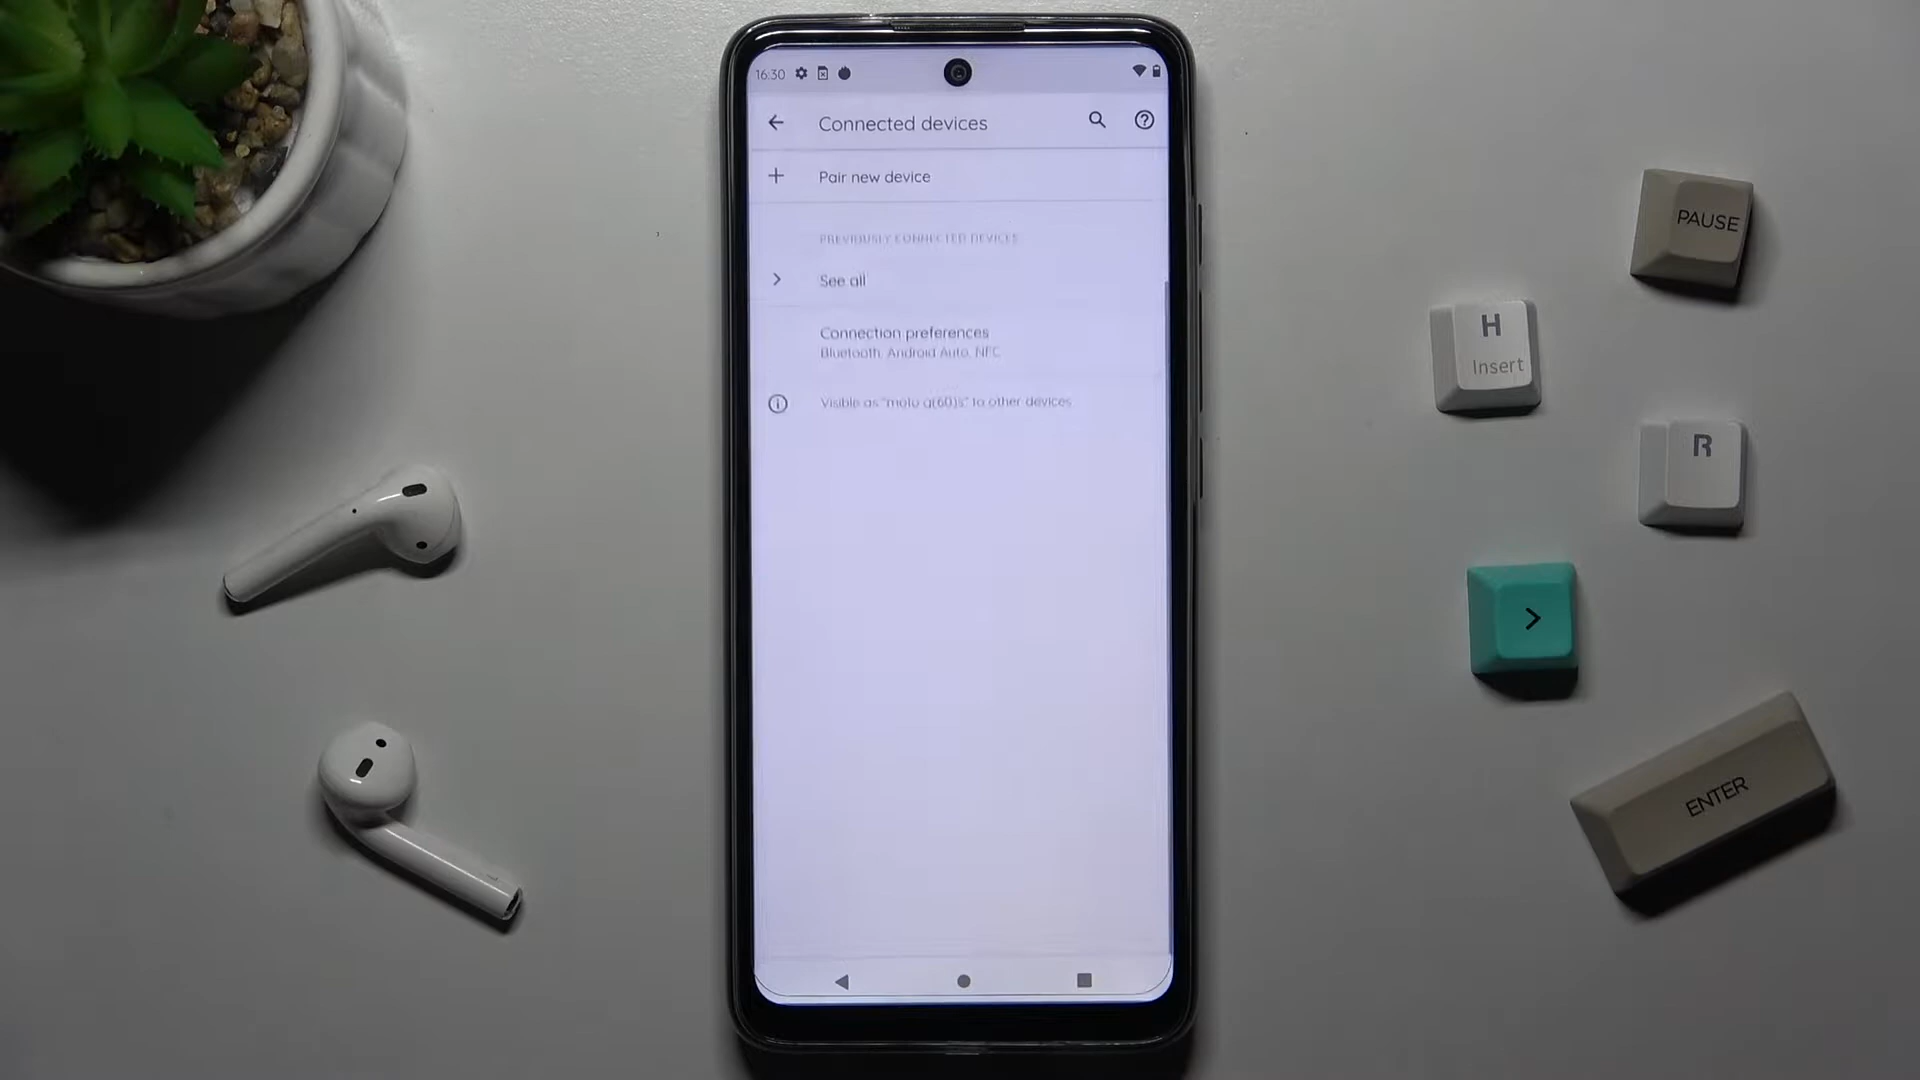 16:30
Connected devices
Pair new device
PREVIOUSLY CONNECTED DEVICES
See all
Connection preferences
Bluetooth, Android Auto, NFC
Visible as "moto g(60)s" to other devices
PAUSE
H
Insert
R
>
ENTER